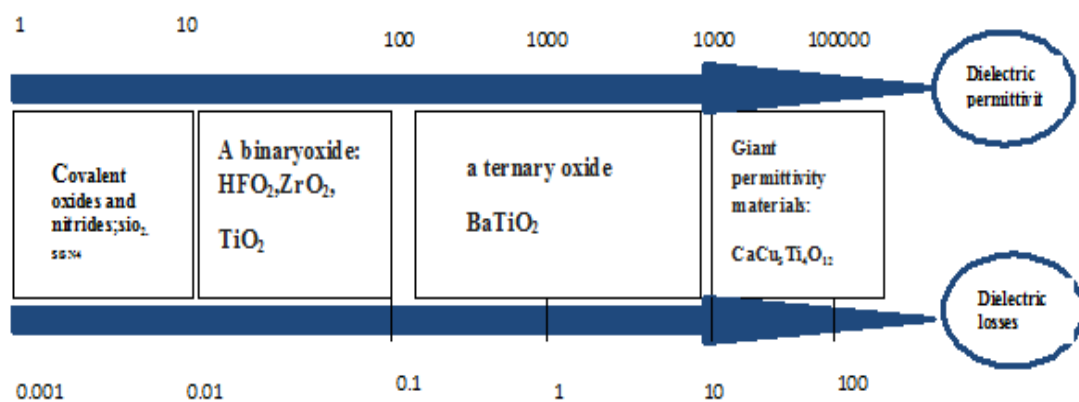 1 10 100 1000 1000 100000
Dielectric
permittivit
Covalent
oxides and
nitrides;sio₂,
A binaryoxide:
HFO₂,ZrO₂,
TiO₂
a ternary oxide
BaTiO₂
Giant
permittivity
materials:
CaCu₃Ti₄O₁₂
Dielectric
losses
0.001 0.01 0.1 1 10 100